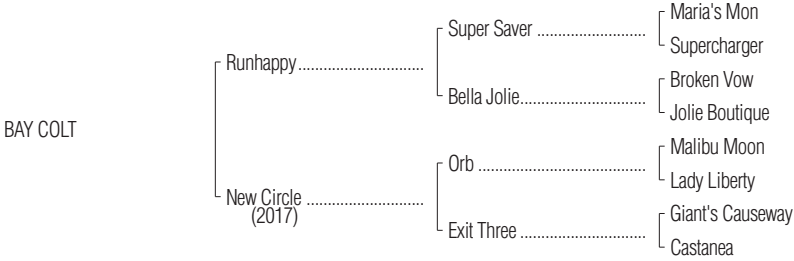 Maria's Mon
Super Saver ..........................
Supercharger
Runhappy..............................
Broken Vow
Bella Jolie..............................
Jolie Boutique
BAY COLT
Malibu Moon
Orb ........................................
Lady Liberty
New Circle ............................
(2017)
Giant's Causeway
Exit Three ..............................
Castanea